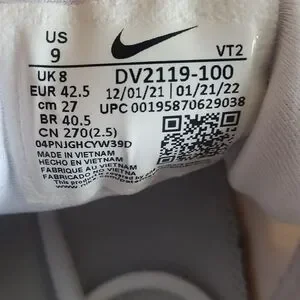 US
9
VT2
UK 8
DV2119-100
EUR 42.5
12/01/21 01/21/22
cm 27
UPC 00195870629038
BR 40.5
CN 270(2.5)
04PNJGHCYW39D
MADE IN VIETNAM
HECHO EN VIETNAM
FABRIQUE AU VIETNAM
FABRICADO NO VIETNAM